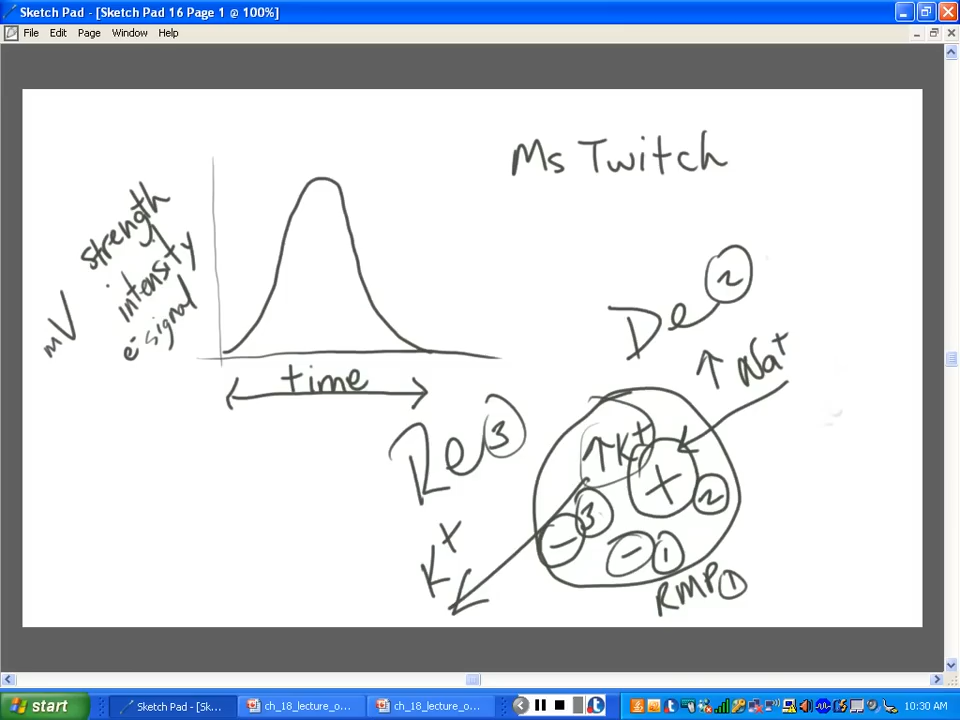 Sketch Pad - [Sketch Pad 16 Page 1 @ 100%]
File Edit Page Window Help
Ms Twitch
mV
strength
intensity
e- signal
time
De 2
↑ Na+
Re 3
↑K+
+
2
3
-
- 1
K+
RMP 1
start
Sketch Pad - [Sk...
ch_18_lecture_o...
ch_18_lecture_o...
10:30 AM